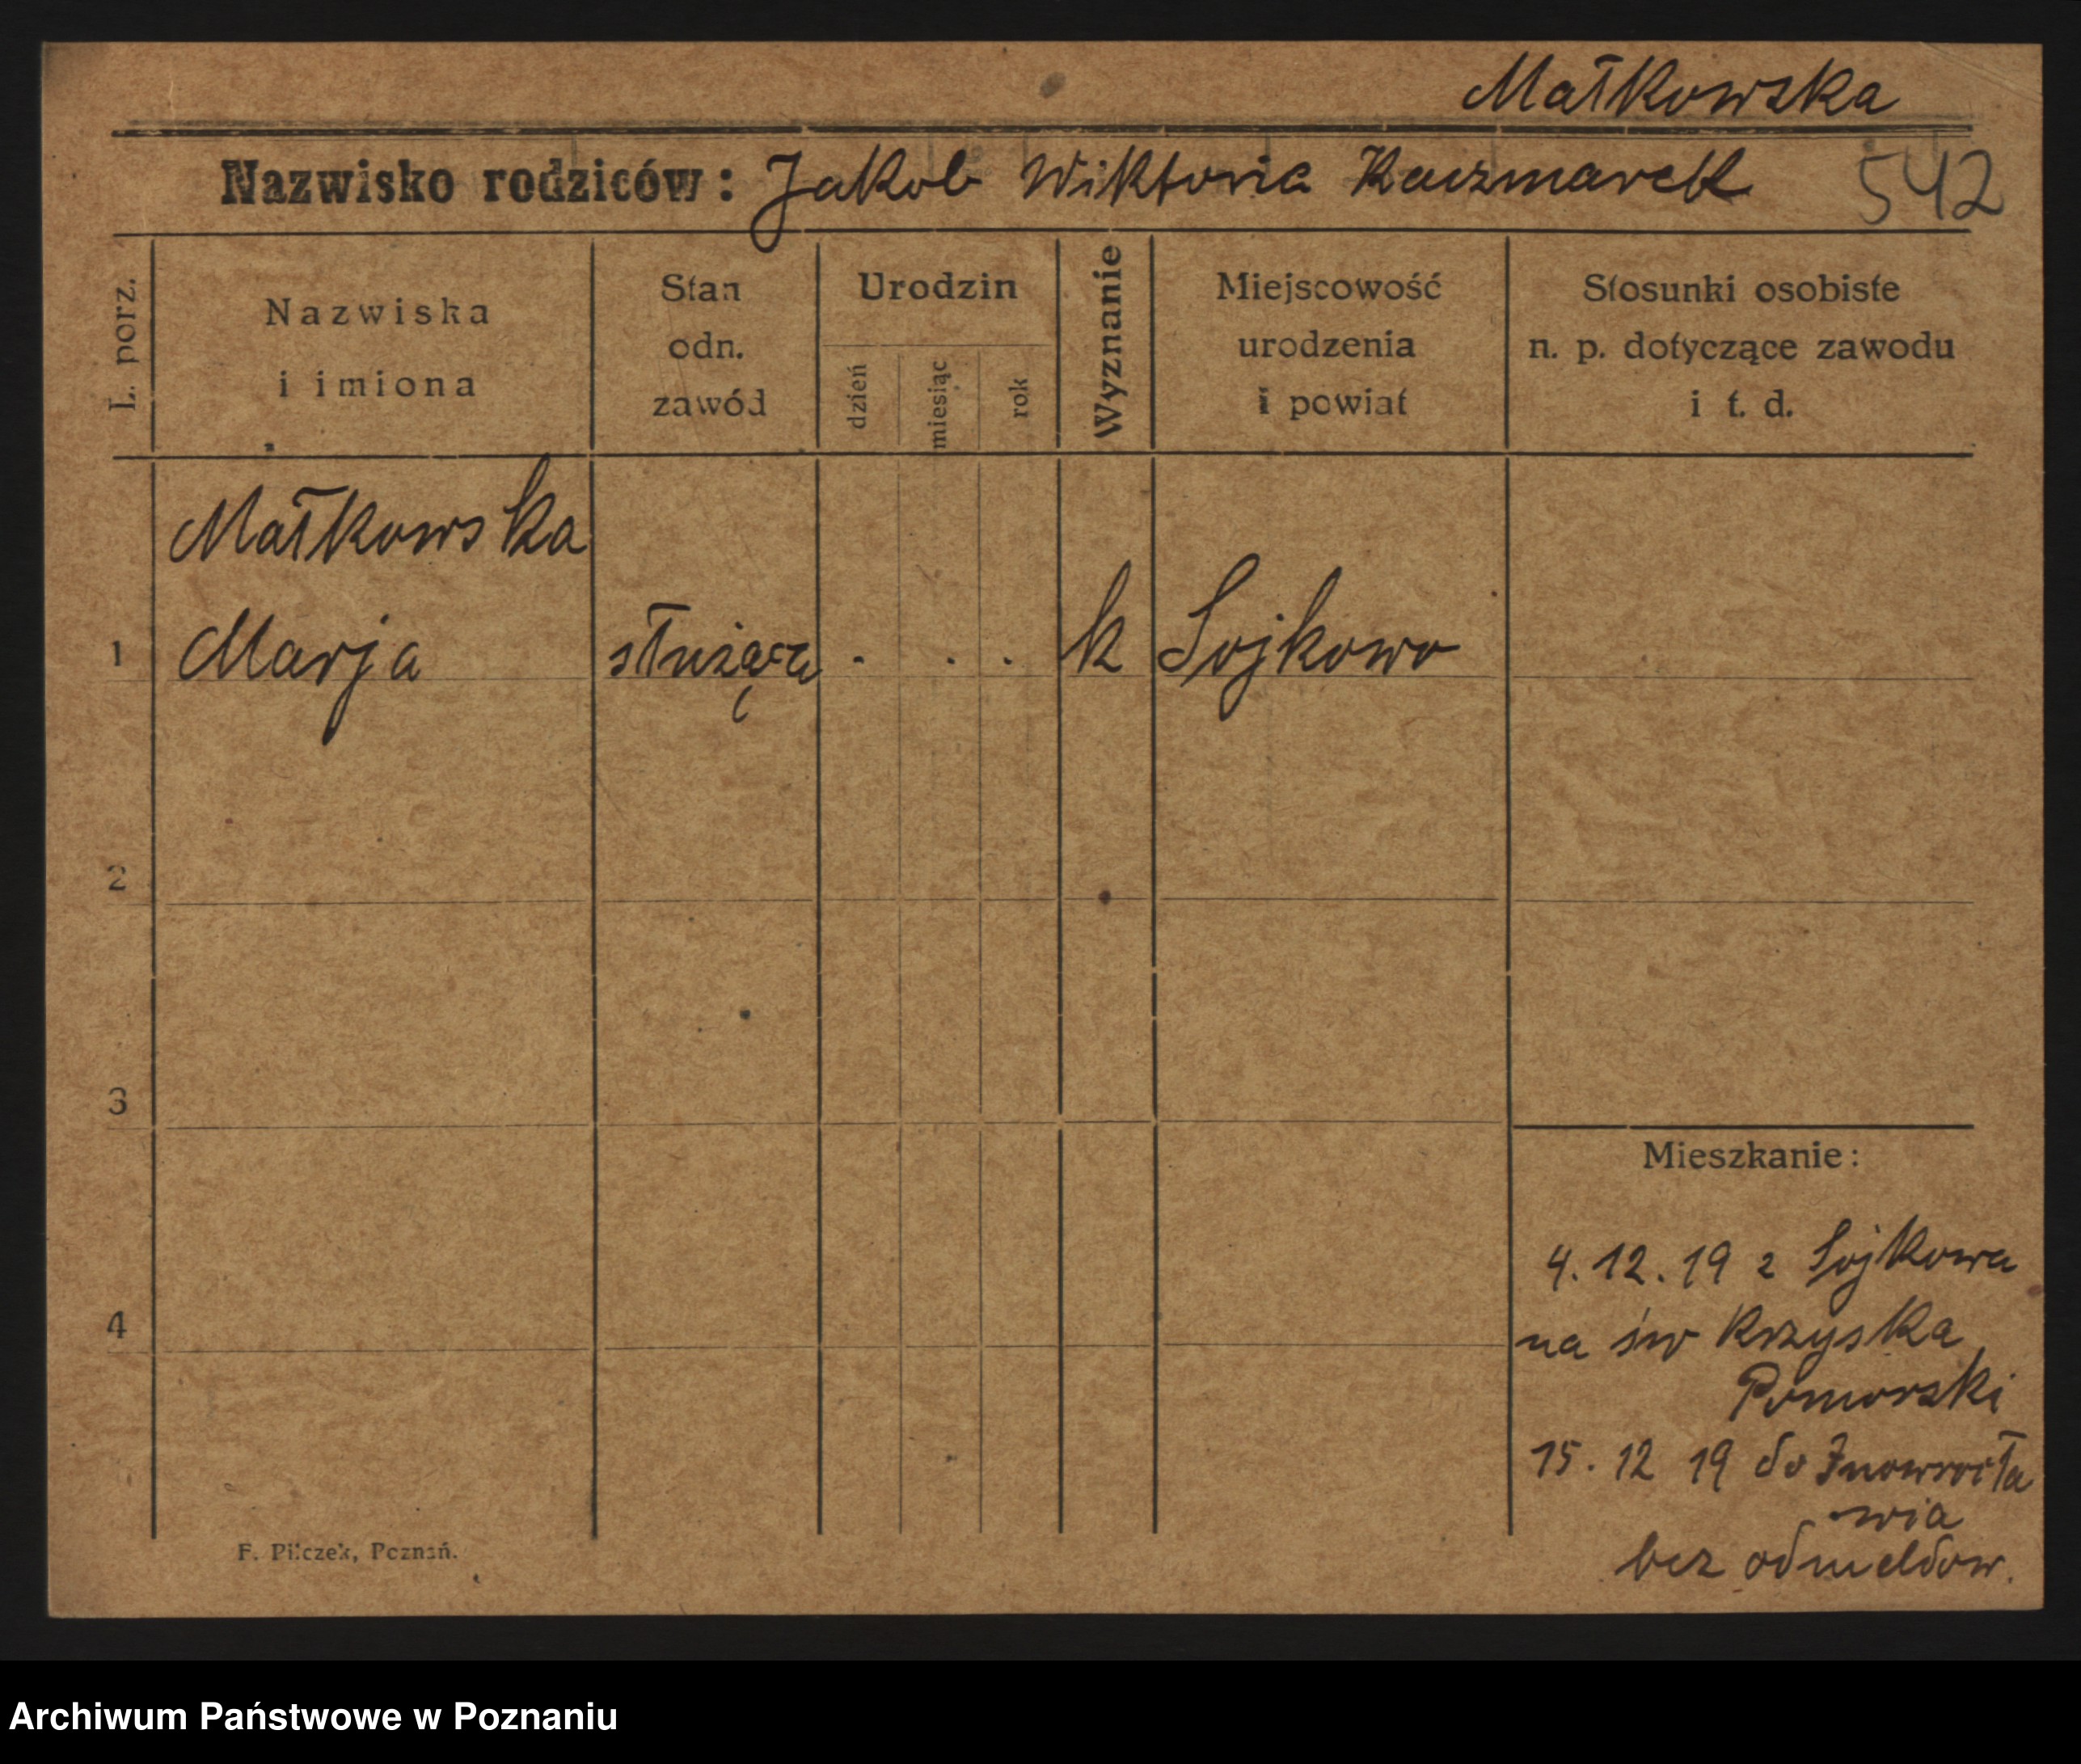 Małkowska
Nazwisko rodziców: Jakob Wiktoria Kaczmarek 542
L. porz.
Nazwiska
i imiona
Stan
odn.
zawód
Urodzin
dzień
miesiąc
rok
Wyznanie
Miejscowość
urodzenia
i powiat
Stosunki osobiste
n. p. dotyczące zawodu
i t. d.
Małkowska
1 Marja służąca . . . k Sojkowo
2
3
4
Mieszkanie:
4. 12. 19 z Sojkowa
na św Krzyska
Pomorski
15. 12 19 do Inowrocła
wia
bez odmeldow.
F. Pilczek, Poznań.
Archiwum Państwowe w Poznaniu